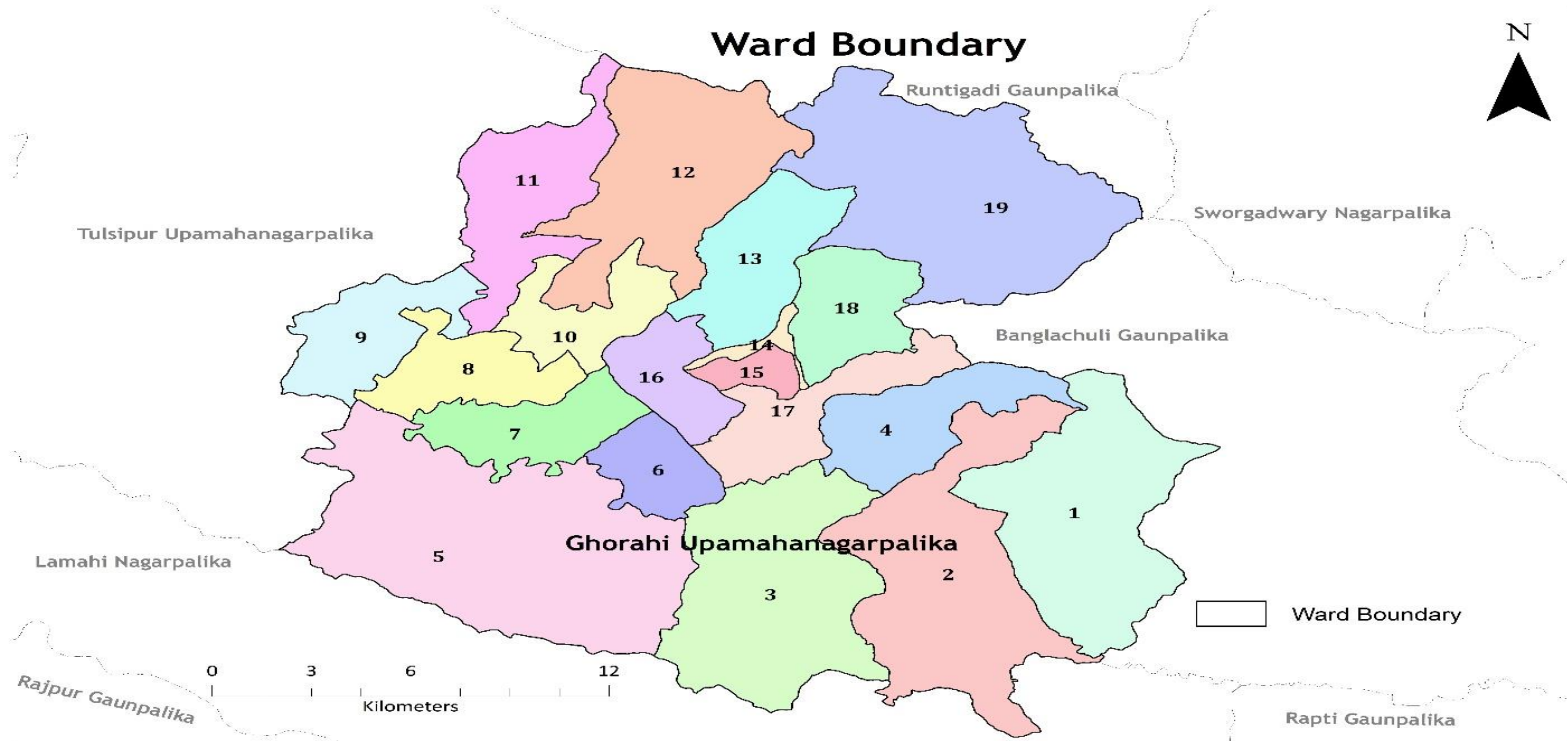 Ward Boundary
N
Runtigadi Gaunpalika
12
11
19
Sworgadwary Nagarpalika
Tulsipur Upamahanagarpalika
13
18
Banglachuli Gaunpalika
9
10
14
8
15
16
17
4
7
6
1
Ghorahi Upamahanagarpalika
5
Lamahi Nagarpalika
2
3
Ward Boundary
0 3 6 12
Kilometers
Rajpur Gaunpalika
Rapti Gaunpalika